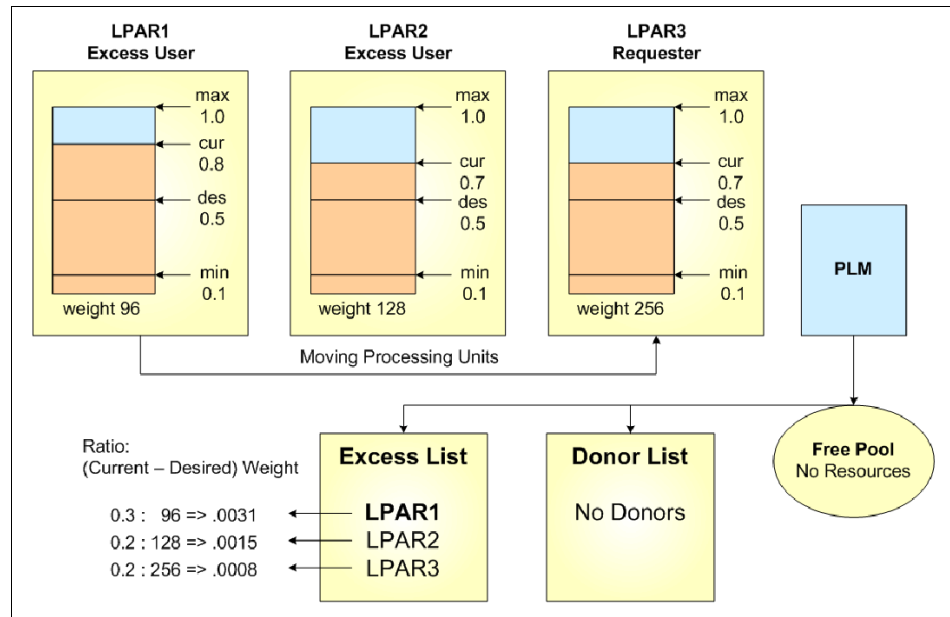 LPAR1
Excess User
max
1.0
cur
0.8
des
0.5
min
0.1
weight 96
LPAR2
Excess User
max
1.0
cur
0.7
des
0.5
min
0.1
weight 128
LPAR3
Requester
max
1.0
cur
0.7
des
0.5
min
0.1
weight 256
PLM
Moving Processing Units
Ratio:
(Current – Desired) Weight
0.3 : 96 => .0031
0.2 : 128 => .0015
0.2 : 256 => .0008
Excess List
LPAR1
LPAR2
LPAR3
Donor List
No Donors
Free Pool
No Resources